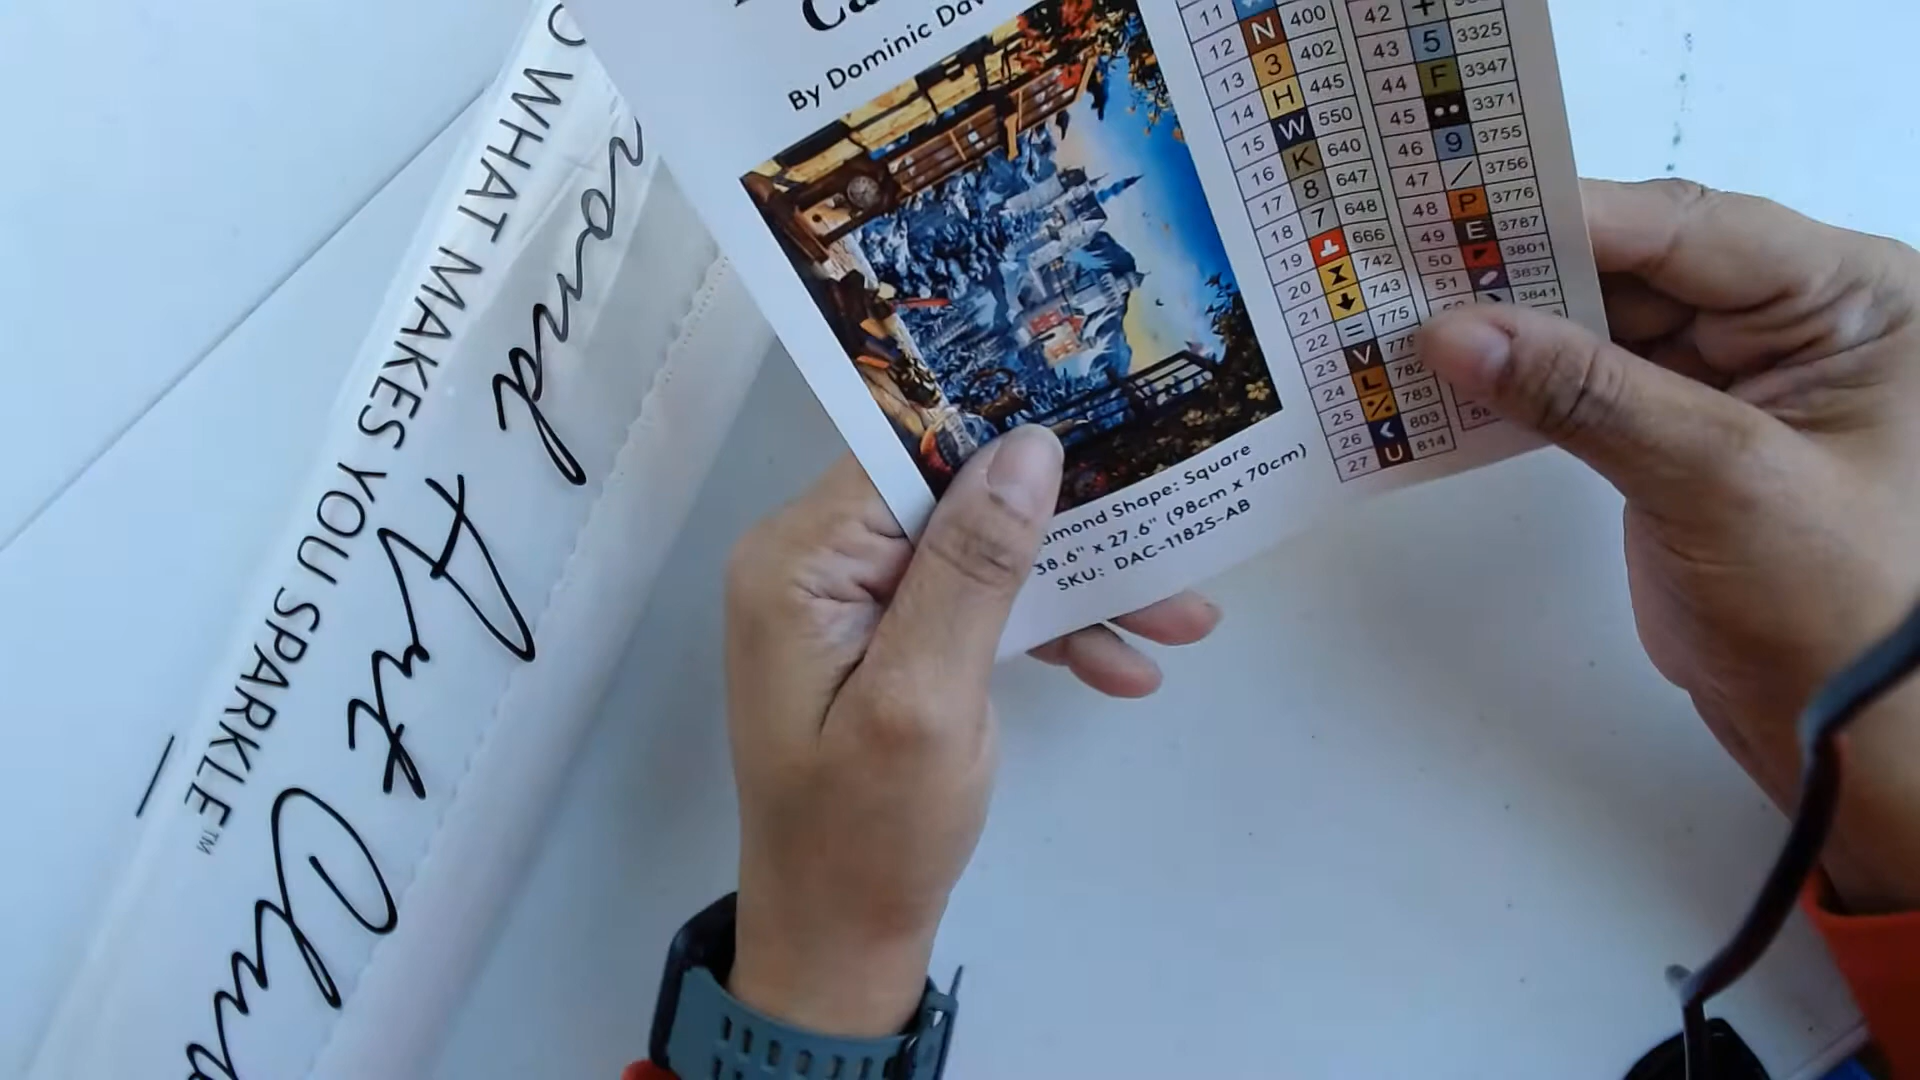 WHAT MAKES YOU SPARKLE™
Art Club
By Dominic
Diamond Shape: Square
38.6" x 27.6" (98cm x 70cm)
SKU: DAC-11825-AB
11
12 N 400
13 3 402
14 H 445
15 W 550
16 K 640
17 8 647
18 7 648
19 666
20 742
21 743
22 = 775
23 V
24 L 782
25 % 783
26 < 803
27 U 814
42 +
43 5 3325
44 F 3347
45 •• 3371
46 9 3755
47 / 3756
48 P 3776
49 E 3787
50 3801
51 3837
3841